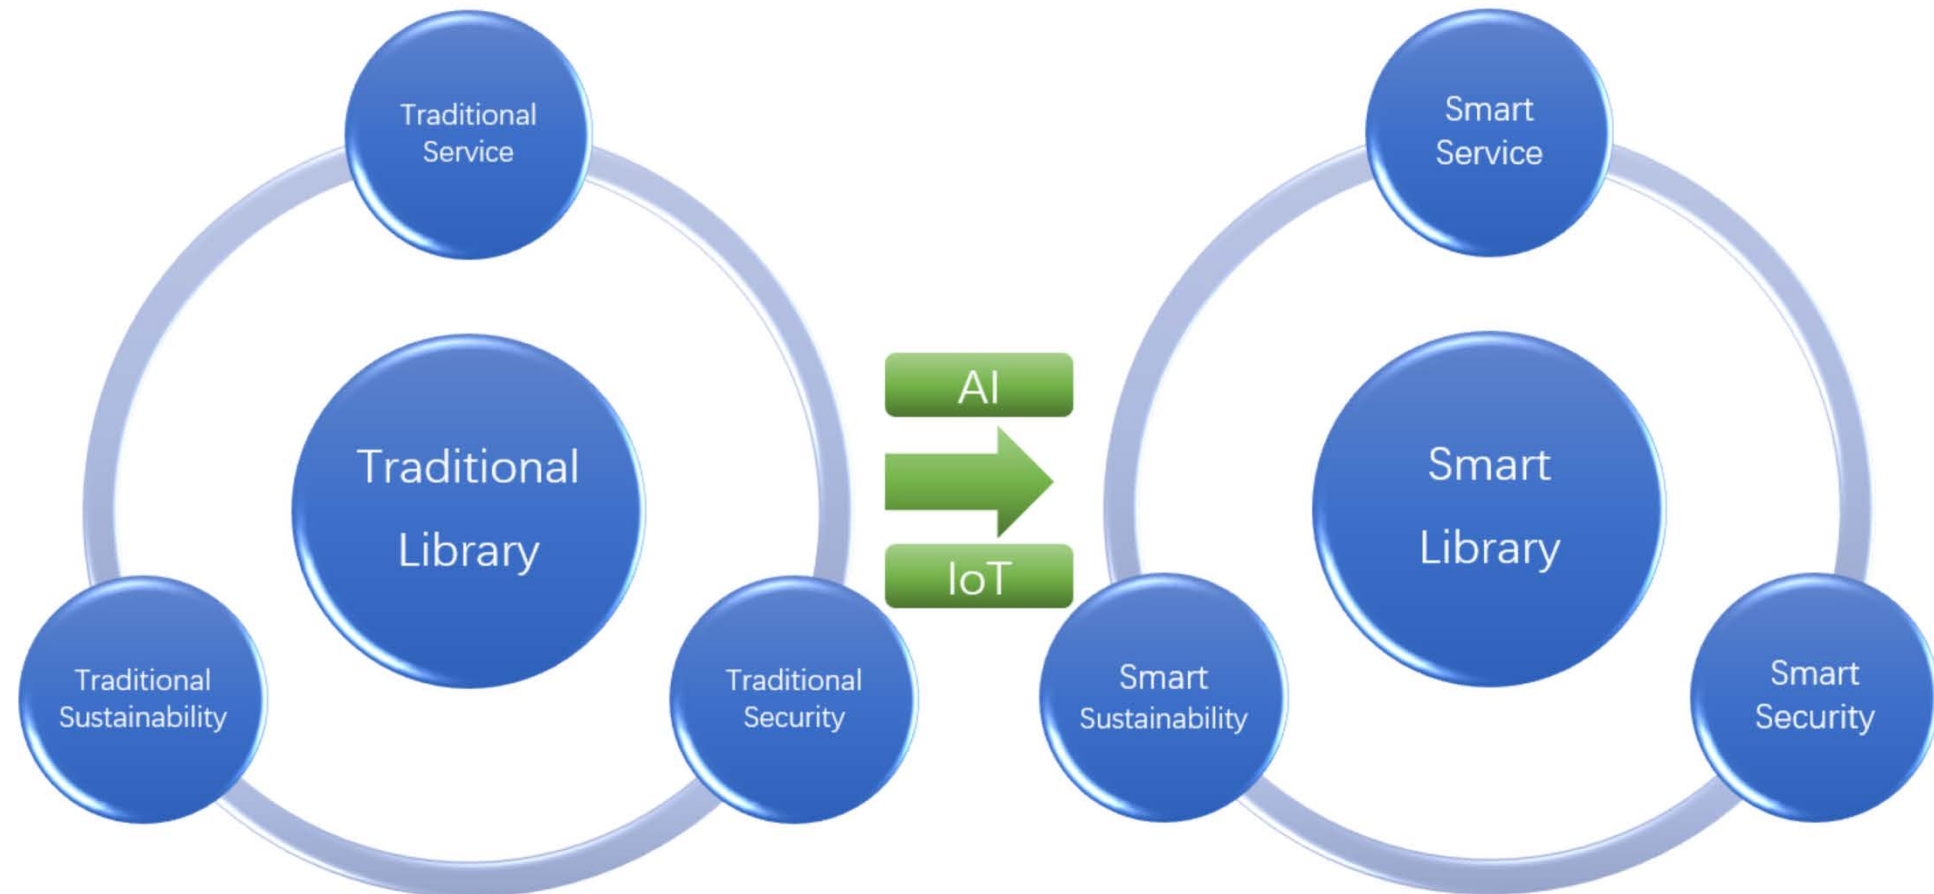 Traditional
Service
Traditional
Library
Traditional
Sustainability
Traditional
Security
AI
IoT
Smart
Service
Smart
Library
Smart
Sustainability
Smart
Security